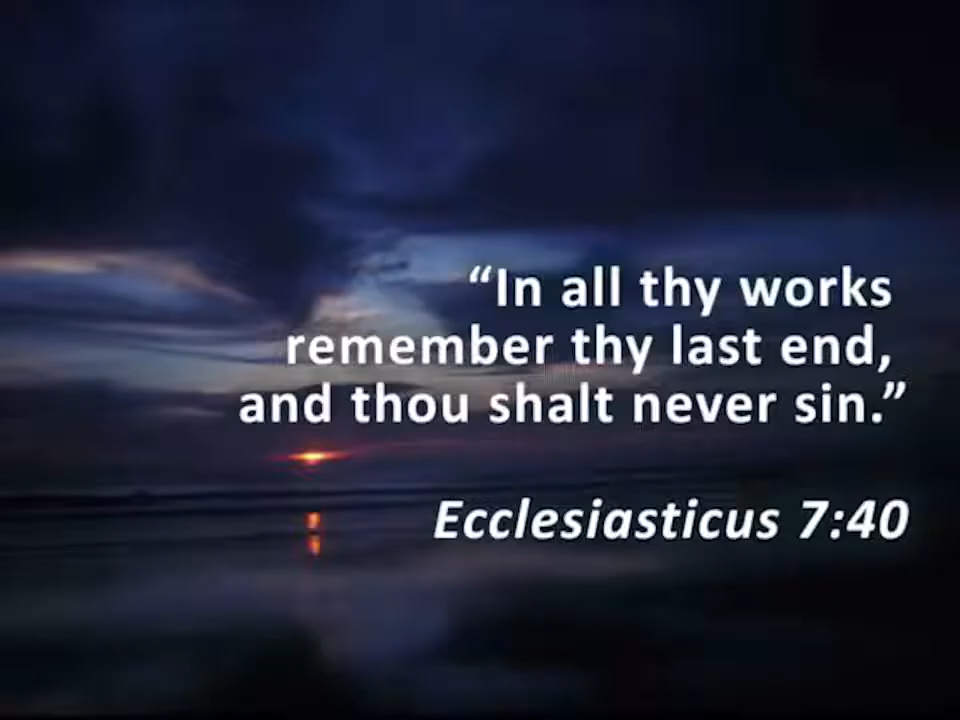 “In all thy works
remember thy last end,
and thou shalt never sin.”
Ecclesiasticus 7:40